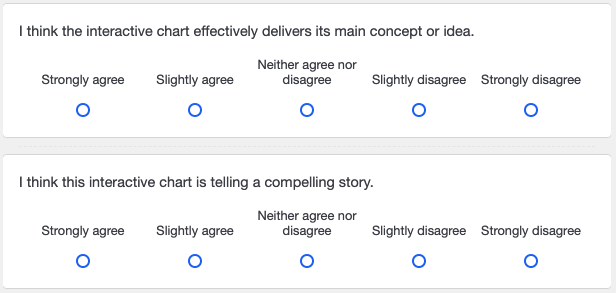 I think the interactive chart effectively delivers its main concept or idea.
Neither agree nor
Strongly agree Slightly agree disagree Slightly disagree Strongly disagree
I think this interactive chart is telling a compelling story.
Neither agree nor
Strongly agree Slightly agree disagree Slightly disagree Strongly disagree